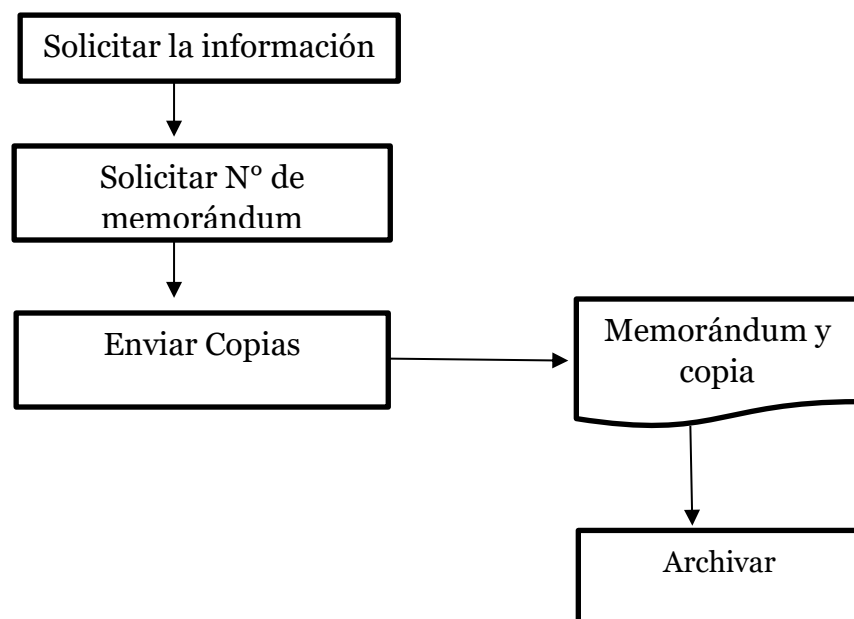 Solicitar la información
Solicitar N° de
memorándum
Enviar Copias
Memorándum y
copia
Archivar